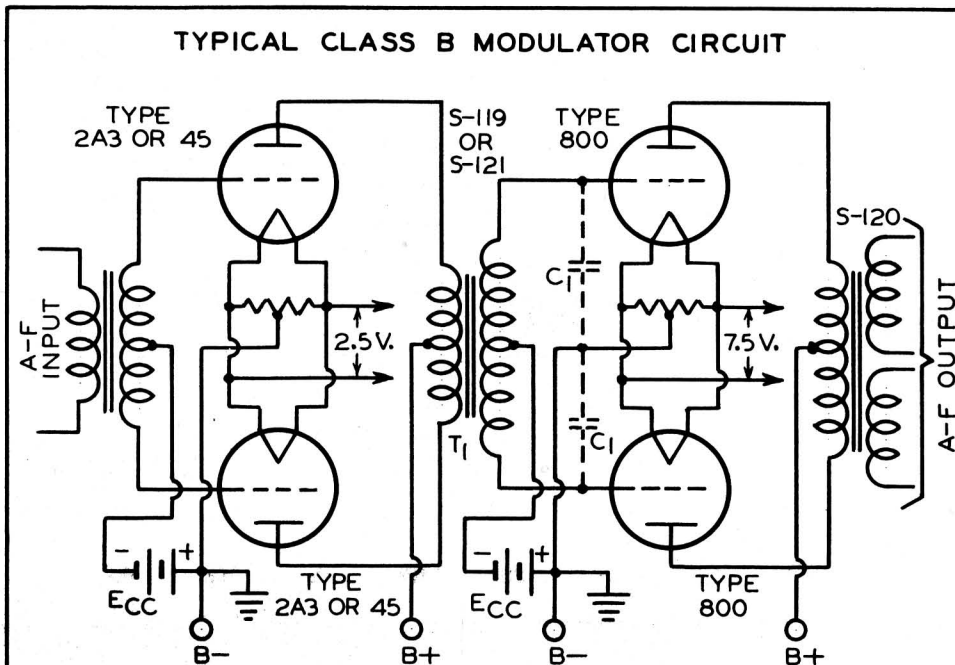 TYPICAL CLASS B MODULATOR CIRCUIT
TYPE
2A3 OR 45
S-119
OR
S-121
TYPE
800
S-120
A-F
INPUT
2.5 V.
C1
7.5 V.
A-F OUTPUT
T1
C1
- +
ECC
TYPE
2A3 OR 45
- +
ECC
TYPE
800
B-
B+
B-
B+